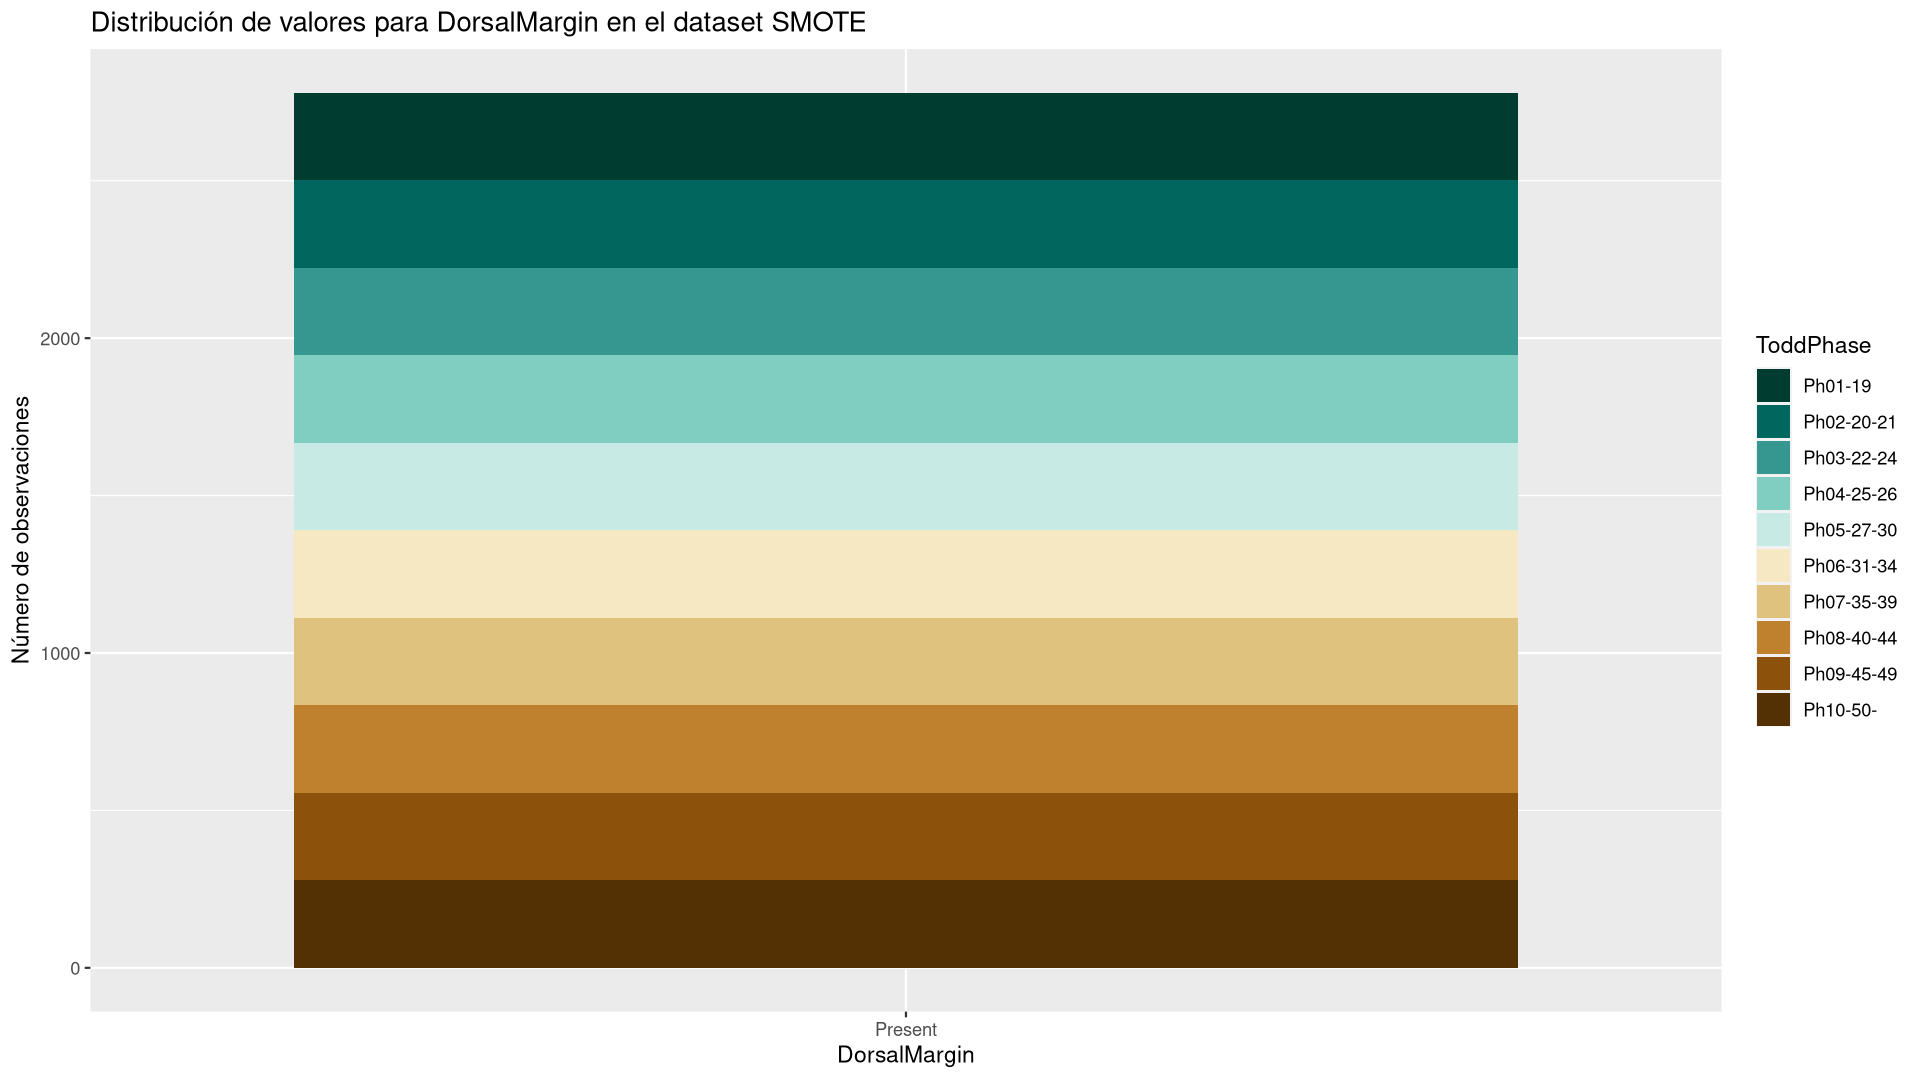 Distribución de valores para DorsalMargin en el dataset SMOTE
Número de observaciones
2000
1000
0
Present
DorsalMargin
ToddPhase
Ph01-19
Ph02-20-21
Ph03-22-24
Ph04-25-26
Ph05-27-30
Ph06-31-34
Ph07-35-39
Ph08-40-44
Ph09-45-49
Ph10-50-